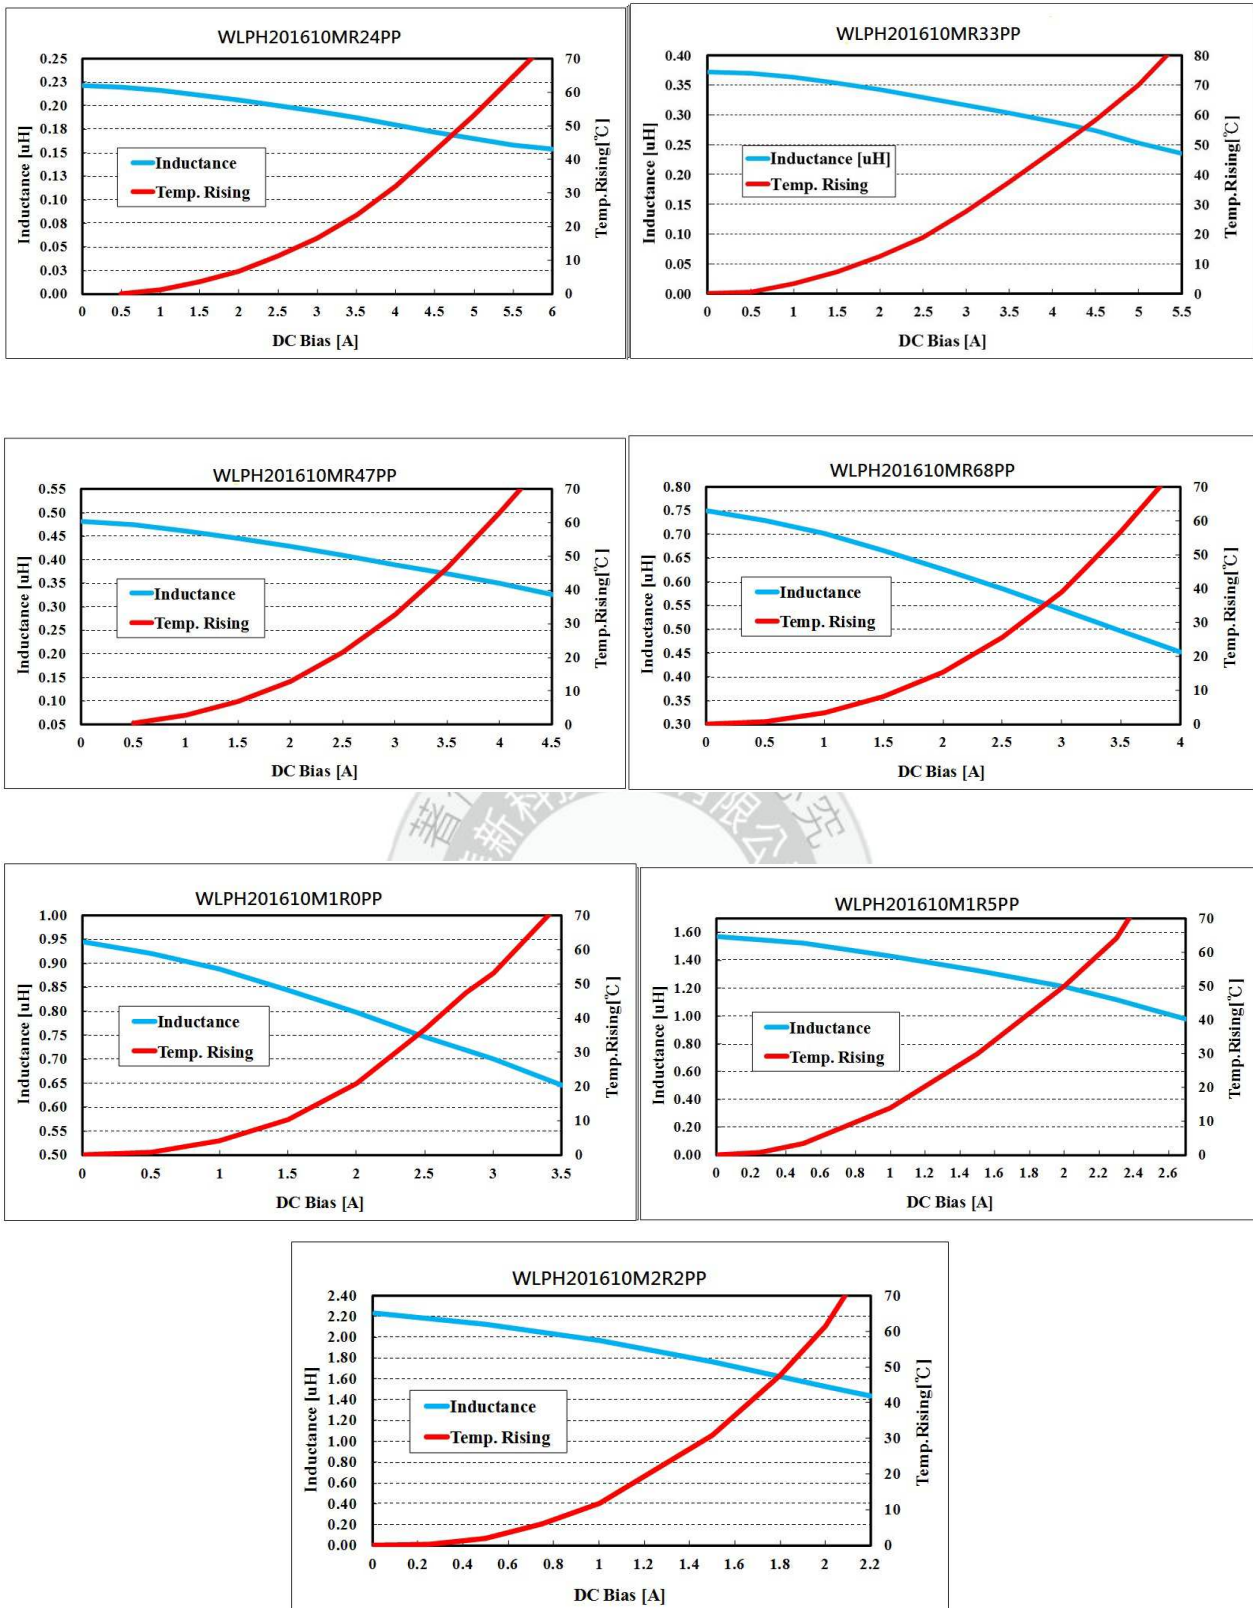 WLPH201610MR24PP
0.25
0.23
0.20
0.18
0.15
0.13
0.10
0.08
0.05
0.03
0.00
Inductance [uH]
Inductance
Temp. Rising
70
60
50
40
30
20
10
0
Temp.Rising[℃]
0 0.5 1 1.5 2 2.5 3 3.5 4 4.5 5 5.5 6
DC Bias [A]
WLPH201610MR33PP
0.40
0.35
0.30
0.25
0.20
0.15
0.10
0.05
0.00
Inductance [uH]
Inductance [uH]
Temp. Rising
80
70
60
50
40
30
20
10
0
Temp.Rising[℃]
0 0.5 1 1.5 2 2.5 3 3.5 4 4.5 5 5.5
DC Bias [A]
WLPH201610MR47PP
0.55
0.50
0.45
0.40
0.35
0.30
0.25
0.20
0.15
0.10
0.05
Inductance [uH]
Inductance
Temp. Rising
70
60
50
40
30
20
10
0
Temp.Rising[℃]
0 0.5 1 1.5 2 2.5 3 3.5 4 4.5
DC Bias [A]
WLPH201610MR68PP
0.80
0.75
0.70
0.65
0.60
0.55
0.50
0.45
0.40
0.35
0.30
Inductance [uH]
Inductance
Temp. Rising
70
60
50
40
30
20
10
0
Temp.Rising[℃]
0 0.5 1 1.5 2 2.5 3 3.5 4
DC Bias [A]
新科技
有限公
究
WLPH201610M1R0PP
1.00
0.95
0.90
0.85
0.80
0.75
0.70
0.65
0.60
0.55
0.50
Inductance [uH]
Inductance
Temp. Rising
70
60
50
40
30
20
10
0
Temp.Rising[℃]
0 0.5 1 1.5 2 2.5 3 3.5
DC Bias [A]
WLPH201610M1R5PP
1.60
1.40
1.20
1.00
0.80
0.60
0.40
0.20
0.00
Inductance [uH]
Inductance
Temp. Rising
70
60
50
40
30
20
10
0
Temp.Rising[℃]
0 0.2 0.4 0.6 0.8 1 1.2 1.4 1.6 1.8 2 2.2 2.4 2.6
DC Bias [A]
WLPH201610M2R2PP
2.40
2.20
2.00
1.80
1.60
1.40
1.20
1.00
0.80
0.60
0.40
0.20
0.00
Inductance [uH]
Inductance
Temp. Rising
70
60
50
40
30
20
10
0
Temp.Rising[℃]
0 0.2 0.4 0.6 0.8 1 1.2 1.4 1.6 1.8 2 2.2
DC Bias [A]